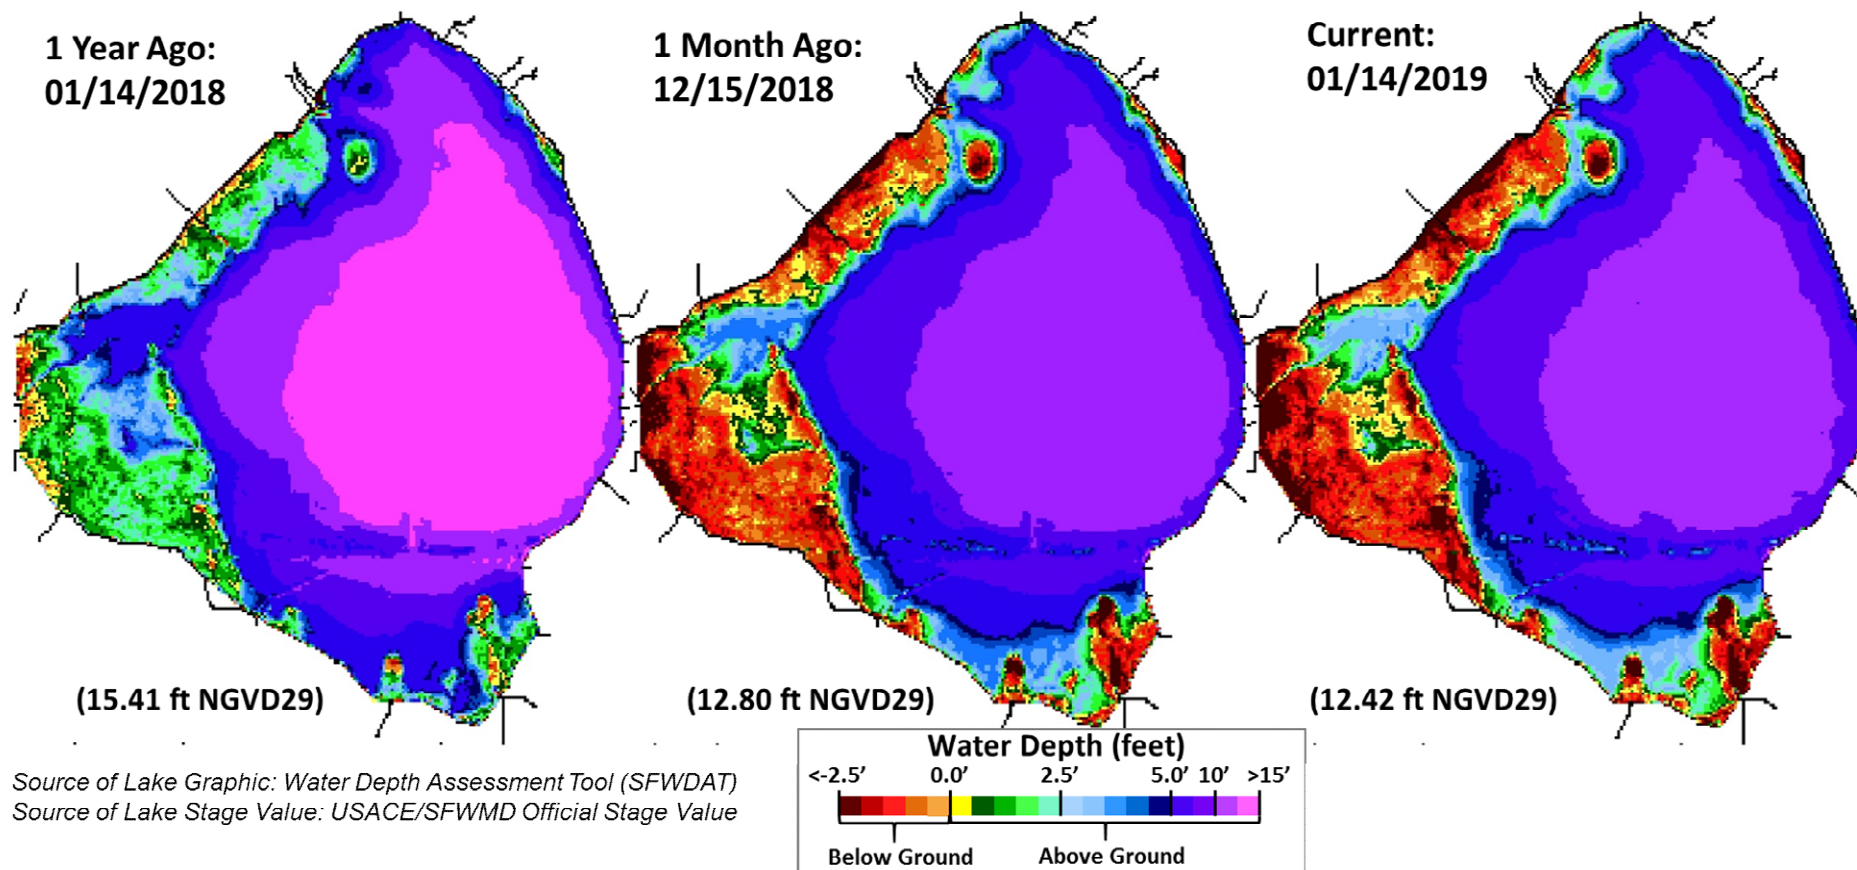 1 Year Ago:
01/14/2018
1 Month Ago:
12/15/2018
Current:
01/14/2019
(15.41 ft NGVD29)
(12.80 ft NGVD29)
(12.42 ft NGVD29)
Water Depth (feet)
<-2.5’ 0.0’ 2.5’ 5.0’ 10’ >15’
Below Ground Above Ground
Source of Lake Graphic: Water Depth Assessment Tool (SFWDAT)
Source of Lake Stage Value: USACE/SFWMD Official Stage Value